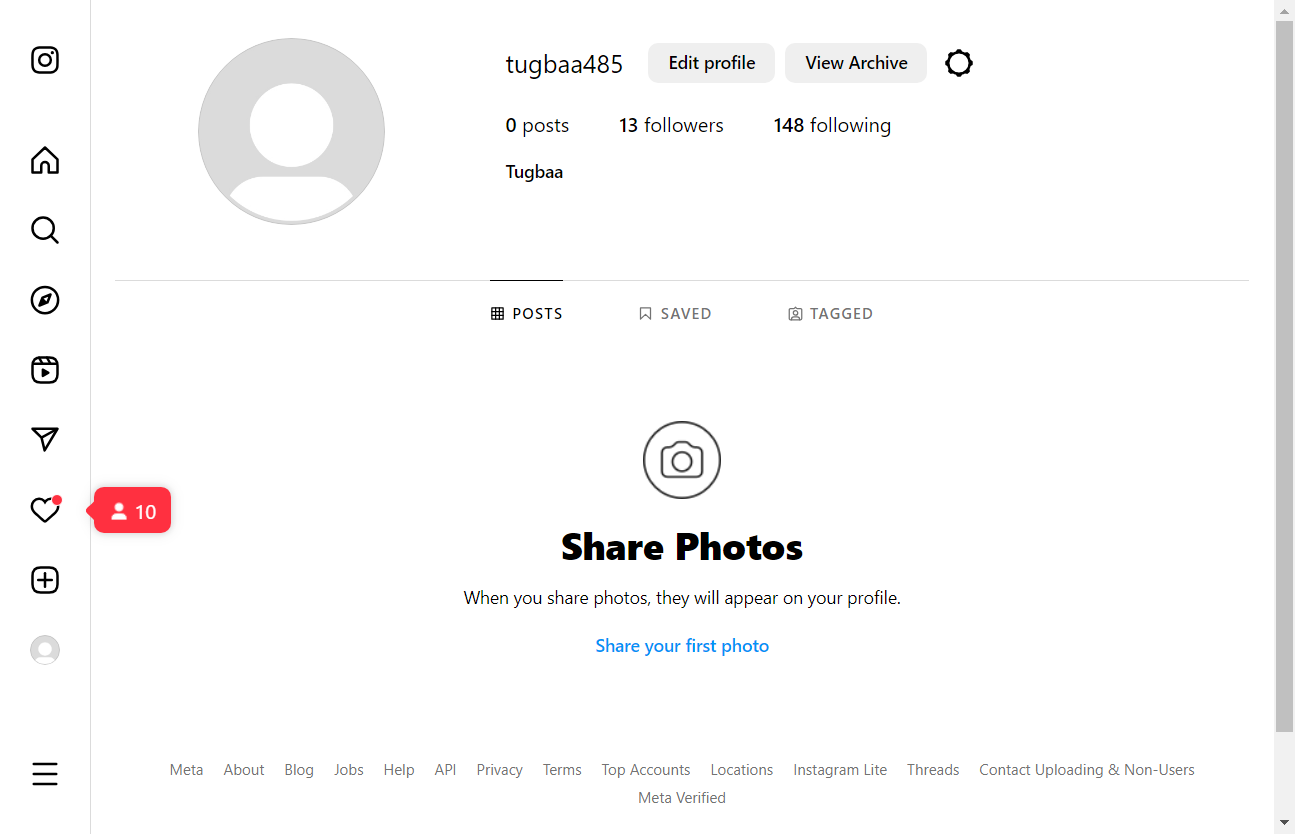 tugbaa485 Edit profile View Archive
0 posts 13 followers 148 following
Tugbaa
POSTS SAVED TAGGED
10
Share Photos
When you share photos, they will appear on your profile.
Share your first photo
Meta About Blog Jobs Help API Privacy Terms Top Accounts Locations Instagram Lite Threads Contact Uploading & Non-Users
Meta Verified